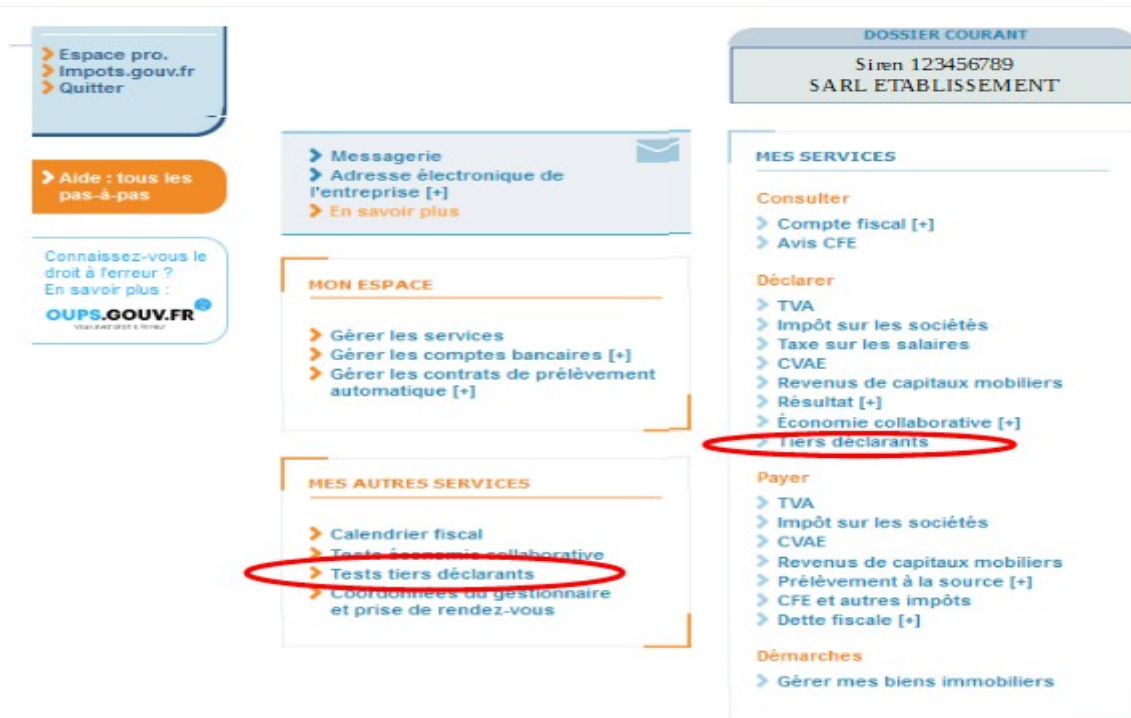 Espace pro.
Impots.gouv.fr
Quitter
Aide : tous les
pas-à-pas
Connaissez-vous le
droit à l'erreur ?
En savoir plus :
OUPS.GOUV.FR
Vous avez droit à l'erreur
Messagerie
Adresse électronique de
l'entreprise [+]
En savoir plus
MON ESPACE
Gérer les services
Gérer les comptes bancaires [+]
Gérer les contrats de prélèvement
automatique [+]
MES AUTRES SERVICES
Calendrier fiscal
Tests économie collaborative
Tests tiers déclarants
Coordonnées du gestionnaire
et prise de rendez-vous
DOSSIER COURANT
Siren 123456789
SARL ETABLISSEMENT
MES SERVICES
Consulter
Compte fiscal [+]
Avis CFE
Déclarer
TVA
Impôt sur les sociétés
Taxe sur les salaires
CVAE
Revenus de capitaux mobiliers
Résultat [+]
Économie collaborative [+]
Tiers déclarants
Payer
TVA
Impôt sur les sociétés
CVAE
Revenus de capitaux mobiliers
Prélèvement à la source [+]
CFE et autres impôts
Dette fiscale [+]
Démarches
Gérer mes biens immobiliers